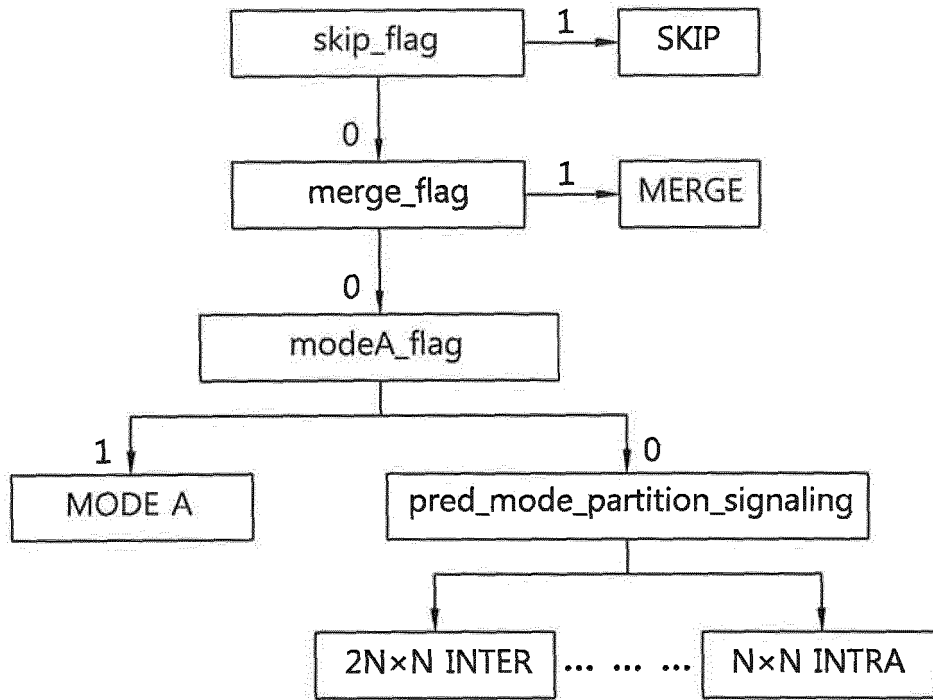 skip_flag 1 SKIP
0
merge_flag 1 MERGE
0
modeA_flag
1 0
MODE A pred_mode_partition_signaling
2N×N INTER ... ... ... N×N INTRA